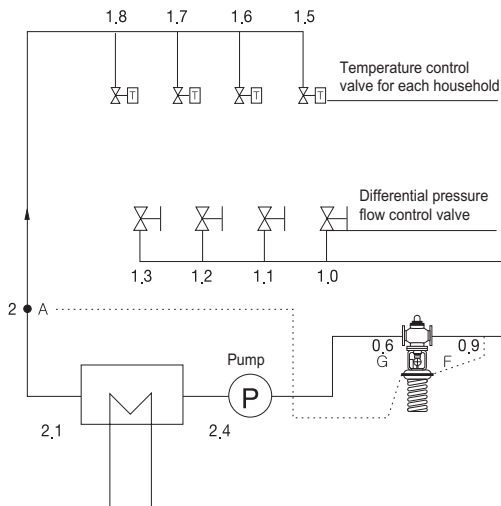 1.8 1.7 1.6 1.5
T T T T
Temperature control
valve for each household
Differential pressure
flow control valve
1.3 1.2 1.1 1.0
2 A
0.6 0.9
G F
Pump
P
2.1 2.4